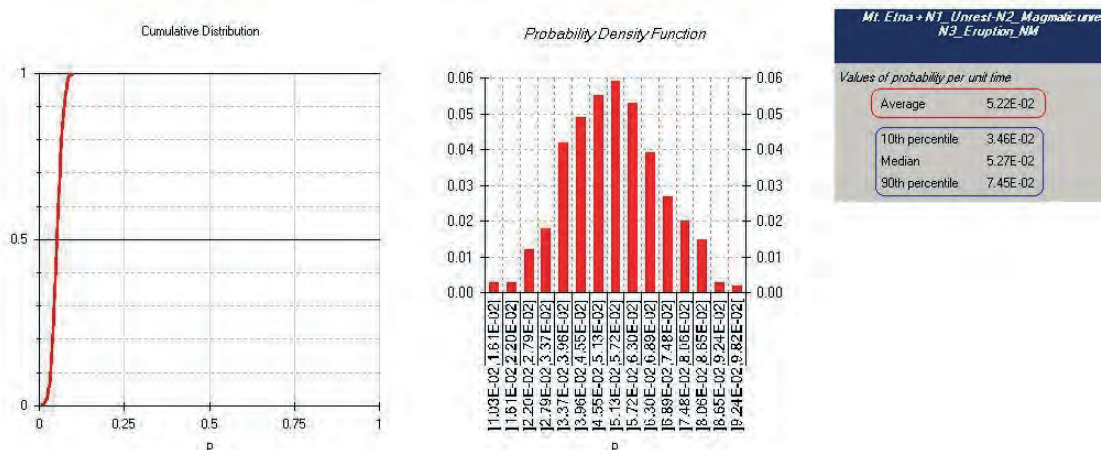 Cumulative Distribution
1
0.5
0
0
0.25
0.5
0.75
1
Probability Density Function
0.06
0.05
0.04
0.03
0.02
0.01
0.00
0.06
0.05
0.04
0.03
0.02
0.01
0.00
]1.03E-02,1.61E-02]
]1.61E-02,2.20E-02]
]2.20E-02,2.79E-02]
]2.79E-02,3.37E-02]
]3.37E-02,3.96E-02]
]3.96E-02,4.55E-02]
]4.55E-02,5.13E-02]
]5.13E-02,5.72E-02]
]5.72E-02,6.30E-02]
]6.30E-02,6.89E-02]
]6.89E-02,7.48E-02]
]7.48E-02,8.06E-02]
]8.06E-02,8.65E-02]
]8.65E-02,9.24E-02]
]9.24E-02,9.82E-02[
Mt. Etna + N1_Unrest-N2_Magmatic unre
N3_Eruption_NM
Values of probability per unit time
Average 5.22E-02
10th percentile 3.46E-02
Median 5.27E-02
90th percentile 7.45E-02